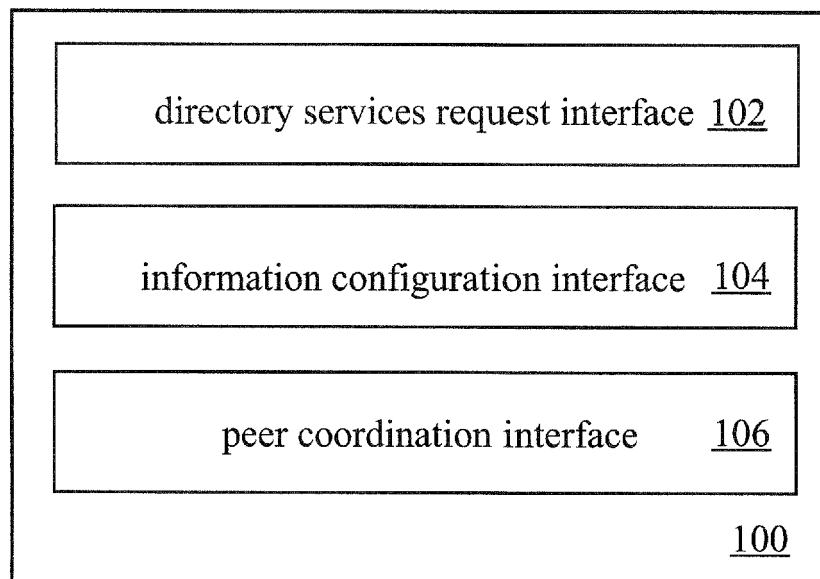 directory services request interface 102
information configuration interface 104
peer coordination interface 106
100